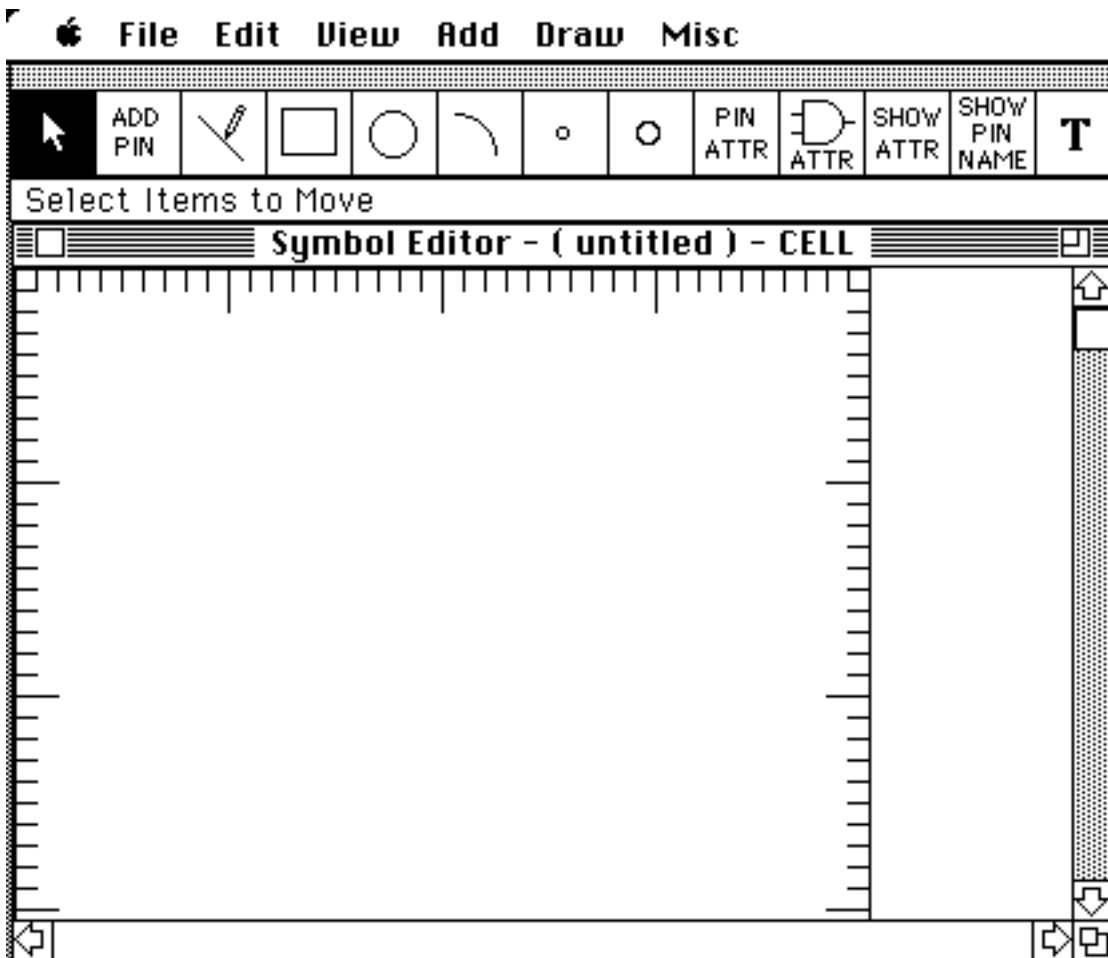 File Edit View Add Draw Misc
ADD PIN
PIN ATTR
ATTR
SHOW ATTR
SHOW PIN NAME
T
Select Items to Move
Symbol Editor - ( untitled ) - CELL